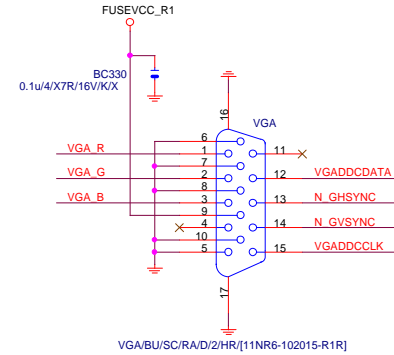 FUSEVCC_R1
BC330
0.1u/4/X7R/16V/K/X
16
VGA
6
VGA_R 1 11
7
VGA_G 2 12 VGADDCDATA
8
VGA_B 3 13 N_GHSYNC
9
4 14 N_GVSYNC
10
5 15 VGADDCCLK
17
VGA/BU/SC/RA/D/2/HR/[11NR6-102015-R1R]